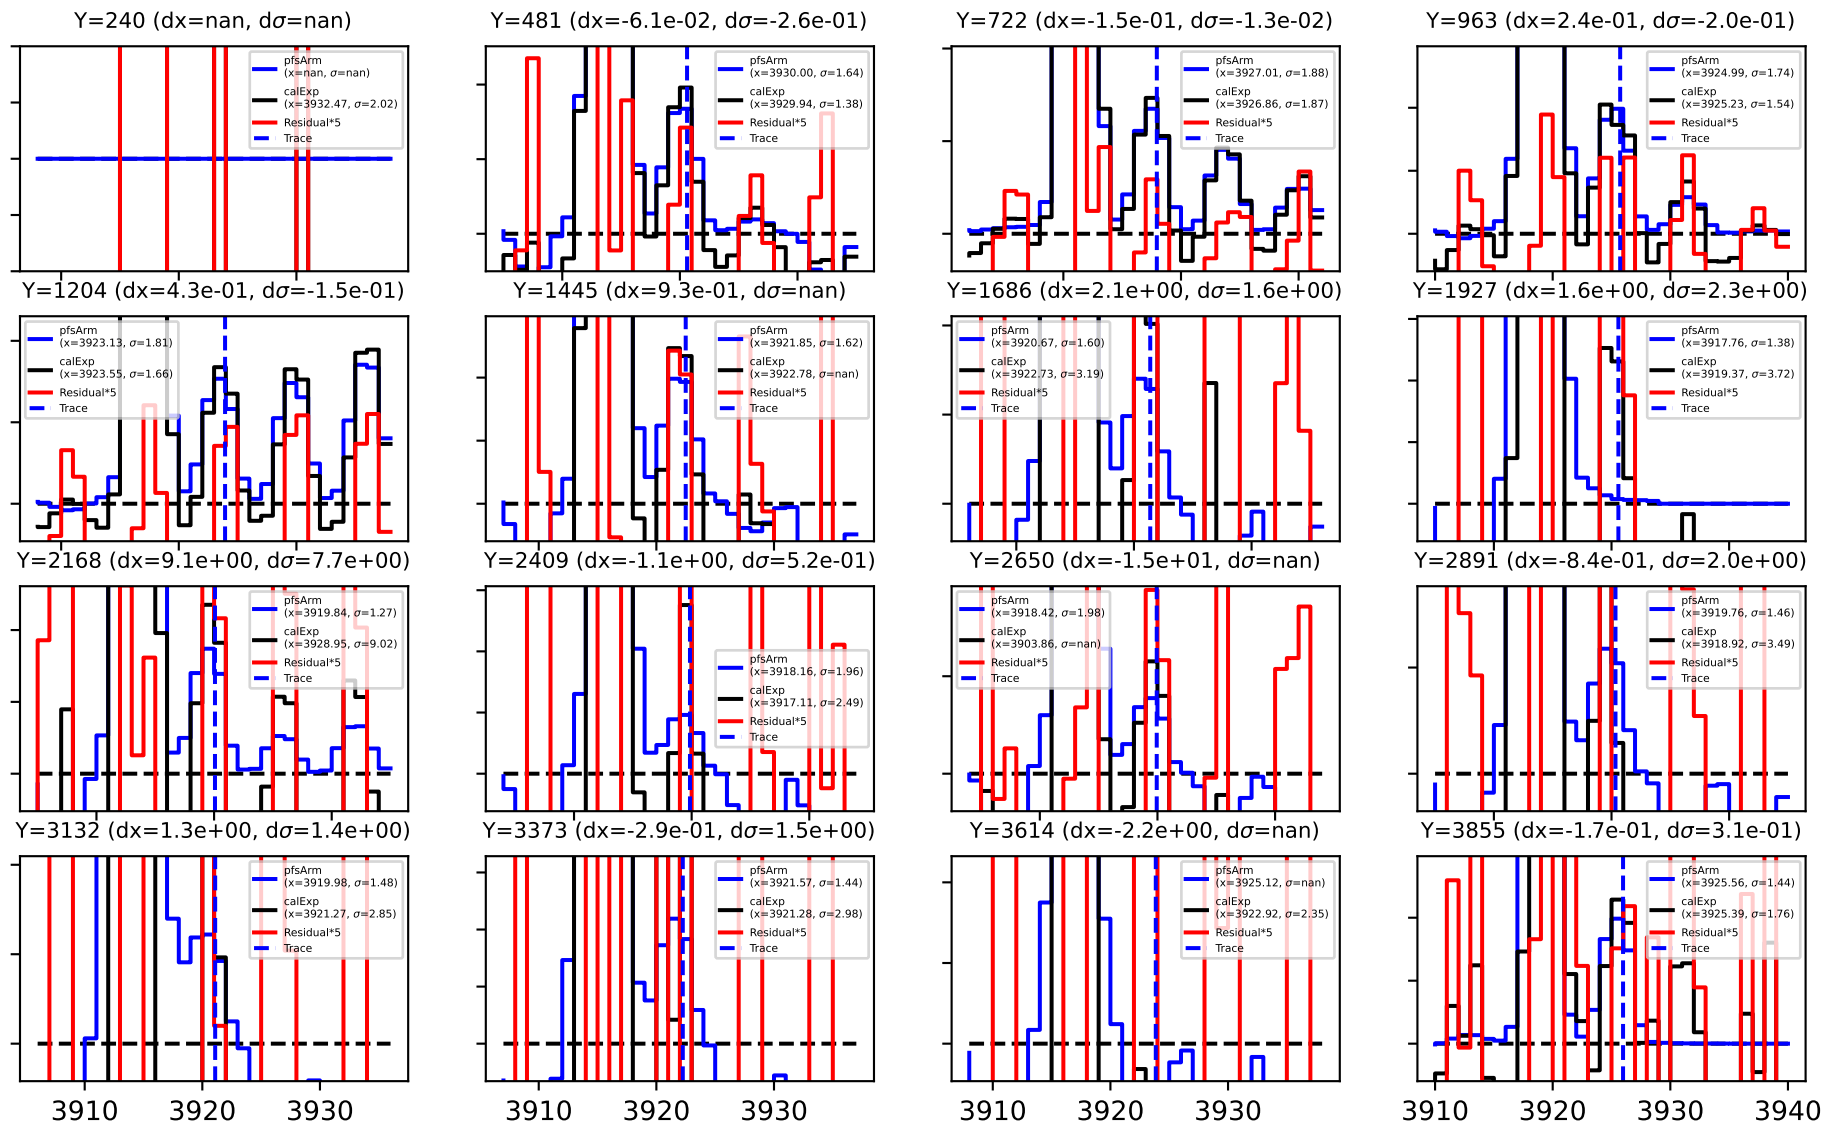 Y=240 (dx=nan, dσ=nan)
pfsArm
(x=nan, σ=nan)
calExp
(x=3932.47, σ=2.02)
Residual*5
Trace
Y=481 (dx=-6.1e-02, dσ=-2.6e-01)
pfsArm
(x=3930.00, σ=1.64)
calExp
(x=3929.94, σ=1.38)
Residual*5
Trace
Y=722 (dx=-1.5e-01, dσ=-1.3e-02)
pfsArm
(x=3927.01, σ=1.88)
calExp
(x=3926.86, σ=1.87)
Residual*5
Trace
Y=963 (dx=2.4e-01, dσ=-2.0e-01)
pfsArm
(x=3924.99, σ=1.74)
calExp
(x=3925.23, σ=1.54)
Residual*5
Trace
Y=1204 (dx=4.3e-01, dσ=-1.5e-01)
pfsArm
(x=3923.13, σ=1.81)
calExp
(x=3923.55, σ=1.66)
Residual*5
Trace
Y=1445 (dx=9.3e-01, dσ=nan)
pfsArm
(x=3921.85, σ=1.62)
calExp
(x=3922.78, σ=nan)
Residual*5
Trace
Y=1686 (dx=2.1e+00, dσ=1.6e+00)
pfsArm
(x=3920.67, σ=1.60)
calExp
(x=3922.73, σ=3.19)
Residual*5
Trace
Y=1927 (dx=1.6e+00, dσ=2.3e+00)
pfsArm
(x=3917.76, σ=1.38)
calExp
(x=3919.37, σ=3.72)
Residual*5
Trace
Y=2168 (dx=9.1e+00, dσ=7.7e+00)
pfsArm
(x=3919.84, σ=1.27)
calExp
(x=3928.95, σ=9.02)
Residual*5
Trace
Y=2409 (dx=-1.1e+00, dσ=5.2e-01)
pfsArm
(x=3918.16, σ=1.96)
calExp
(x=3917.11, σ=2.49)
Residual*5
Trace
Y=2650 (dx=-1.5e+01, dσ=nan)
pfsArm
(x=3918.42, σ=1.98)
calExp
(x=3903.86, σ=nan)
Residual*5
Trace
Y=2891 (dx=-8.4e-01, dσ=2.0e+00)
pfsArm
(x=3919.76, σ=1.46)
calExp
(x=3918.92, σ=3.49)
Residual*5
Trace
Y=3132 (dx=1.3e+00, dσ=1.4e+00)
pfsArm
(x=3919.98, σ=1.48)
calExp
(x=3921.27, σ=2.85)
Residual*5
Trace
3910 3920 3930
Y=3373 (dx=-2.9e-01, dσ=1.5e+00)
pfsArm
(x=3921.57, σ=1.44)
calExp
(x=3921.28, σ=2.98)
Residual*5
Trace
3910 3920 3930
Y=3614 (dx=-2.2e+00, dσ=nan)
pfsArm
(x=3925.12, σ=nan)
calExp
(x=3922.92, σ=2.35)
Residual*5
Trace
3910 3920 3930
Y=3855 (dx=-1.7e-01, dσ=3.1e-01)
pfsArm
(x=3925.56, σ=1.44)
calExp
(x=3925.39, σ=1.76)
Residual*5
Trace
3910 3920 3930 3940